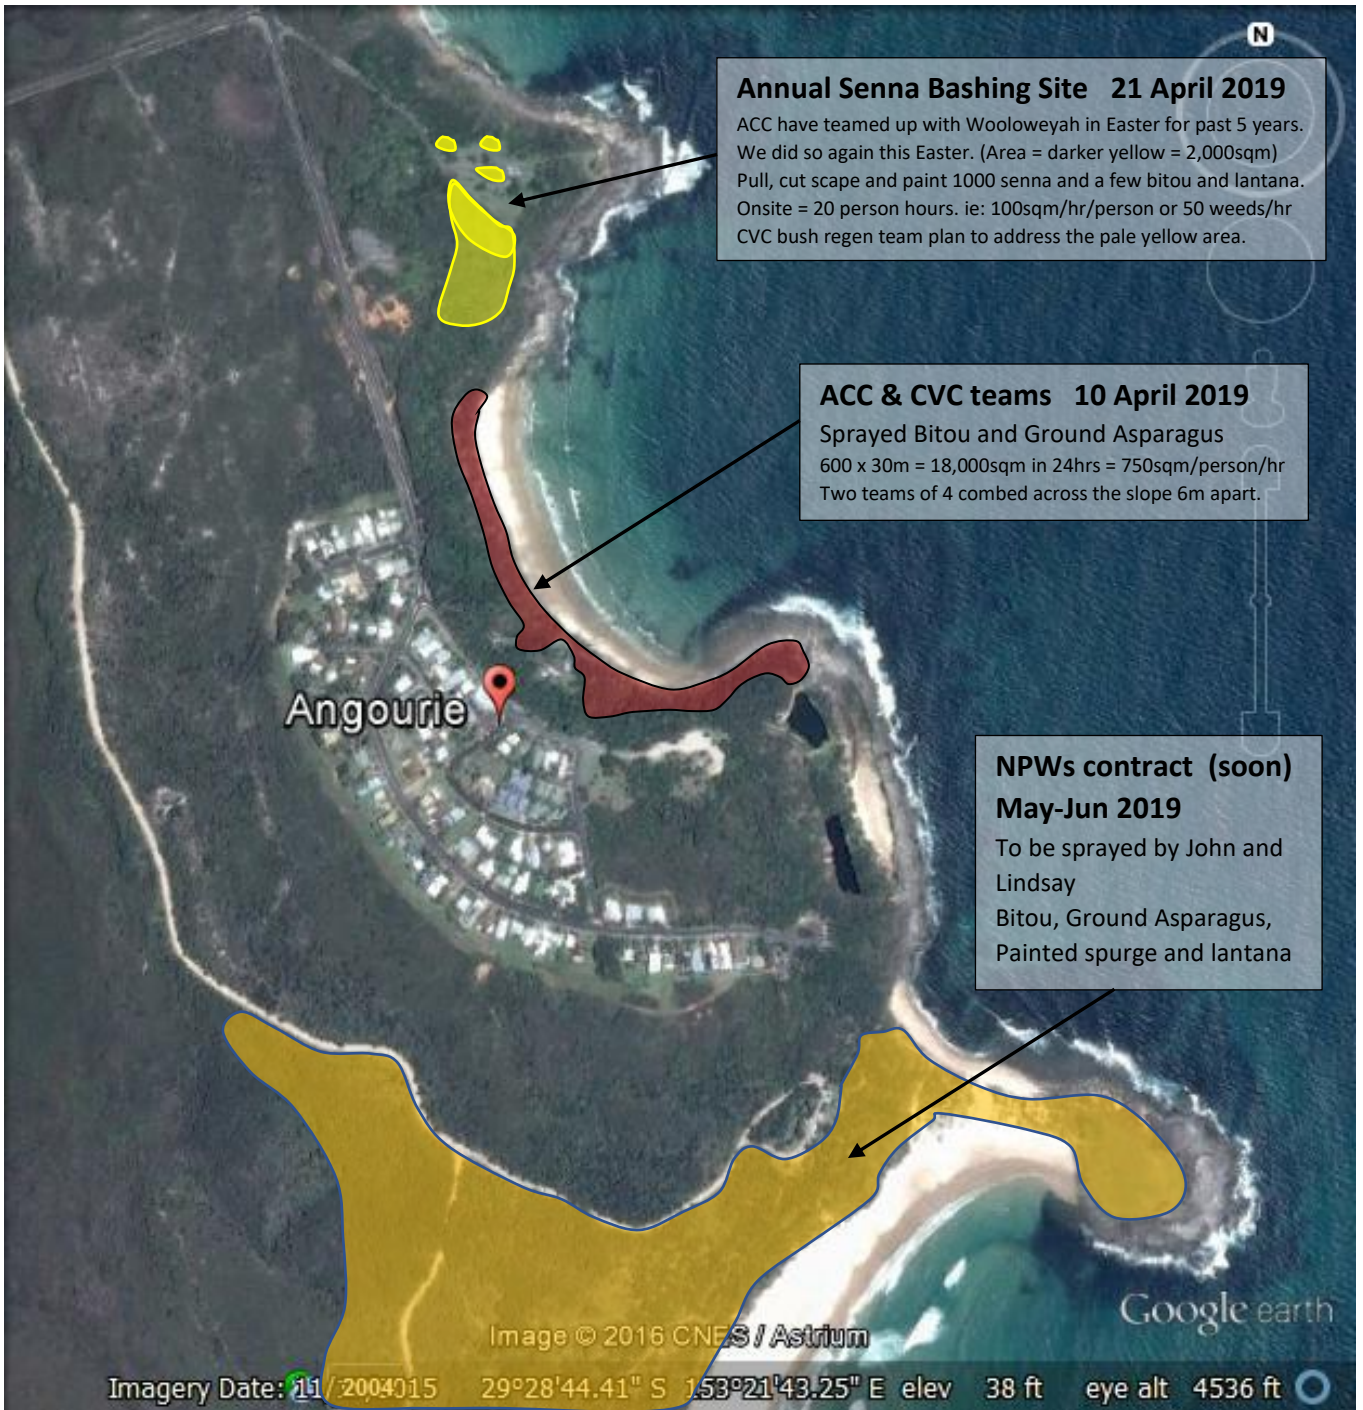 N
Annual Senna Bashing Site 21 April 2019
ACC have teamed up with Wooloweyah in Easter for past 5 years.
We did so again this Easter. (Area = darker yellow = 2,000sqm)
Pull, cut scape and paint 1000 senna and a few bitou and lantana.
Onsite = 20 person hours. ie: 100sqm/hr/person or 50 weeds/hr
CVC bush regen team plan to address the pale yellow area.
ACC & CVC teams 10 April 2019
Sprayed Bitou and Ground Asparagus
600 x 30m = 18,000sqm in 24hrs = 750sqm/person/hr
Two teams of 4 combed across the slope 6m apart.
Angourie
NPWs contract (soon)
May-Jun 2019
To be sprayed by John and
Lindsay
Bitou, Ground Asparagus,
Painted spurge and lantana
Google earth
Image © 2016 CNES / Astrium
Imagery Date: 2004 29°28'44.41" S 153°21'43.25" E elev 38 ft eye alt 4536 ft